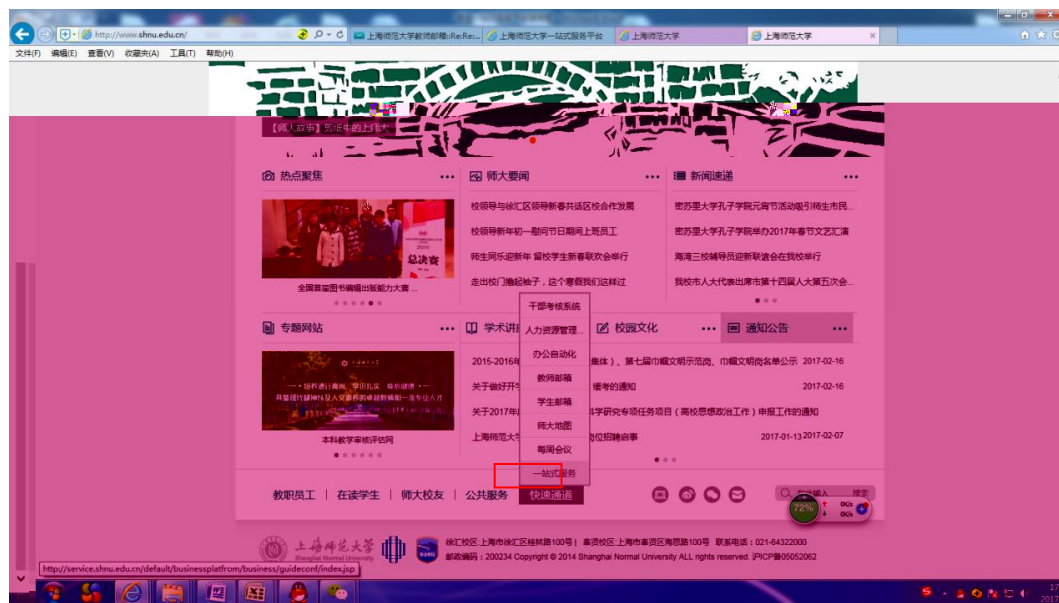 http://www.shnu.edu.cn/
上海师范大学教师邮箱:Re:Re:...
上海师范大学一站式服务平台
上海师范大学
上海师范大学
文件(F) 编辑(E) 查看(V) 收藏夹(A) 工具(T) 帮助(H)
【师人故事】剪纸中的上师大
热点聚焦
师大要闻
新闻速递
校领导与徐汇区领导新春共话区校合作发展
密苏里大学孔子学院元宵节活动吸引师生市民...
校领导新年初一慰问节日期间上班员工
密苏里大学孔子学院举办2017年春节文艺汇演
师生同乐迎新年 留校学生新春联欢会举行
海湾三校辅导员迎新联谊会在我校举行
走出校门撸起袖子，这个寒假我们这样过
我校市人大代表出席市第十四届人大第五次会...
总决赛
全国首届图书编辑出版能力大赛 ...
干部考核系统
人力资源管理...
办公自动化
教师邮箱
学生邮箱
师大地图
每周会议
一站式服务
专题网站
学术讲
校园文化
通知公告
2015-2016年
集体）、第七届巾帼文明示范岗、巾帼文明岗名单公示 2017-02-16
关于做好开学
缓考的通知 2017-02-16
关于2017年
科学研究专项任务项目（高校思想政治工作）申报工作的通知
上海师范大学
岗位招聘启事 2017-01-13 2017-02-07
本科教学审核评估网
教职员工 | 在读学生 | 师大校友 | 公共服务 快速通道
搜索
72%
0K/s
0K/s
上海师范大学
Shanghai Normal University
徐汇校区:上海市徐汇区桂林路100号 | 奉贤校区:上海市奉贤区海思路100号 联系电话：021-64322000
邮政编码：200234 Copyright © 2014 Shanghai Normal University ALL rights reserved. 沪ICP备05052062
http://service.shnu.edu.cn/default/businessplatfrom/business/guideconf/index.jsp